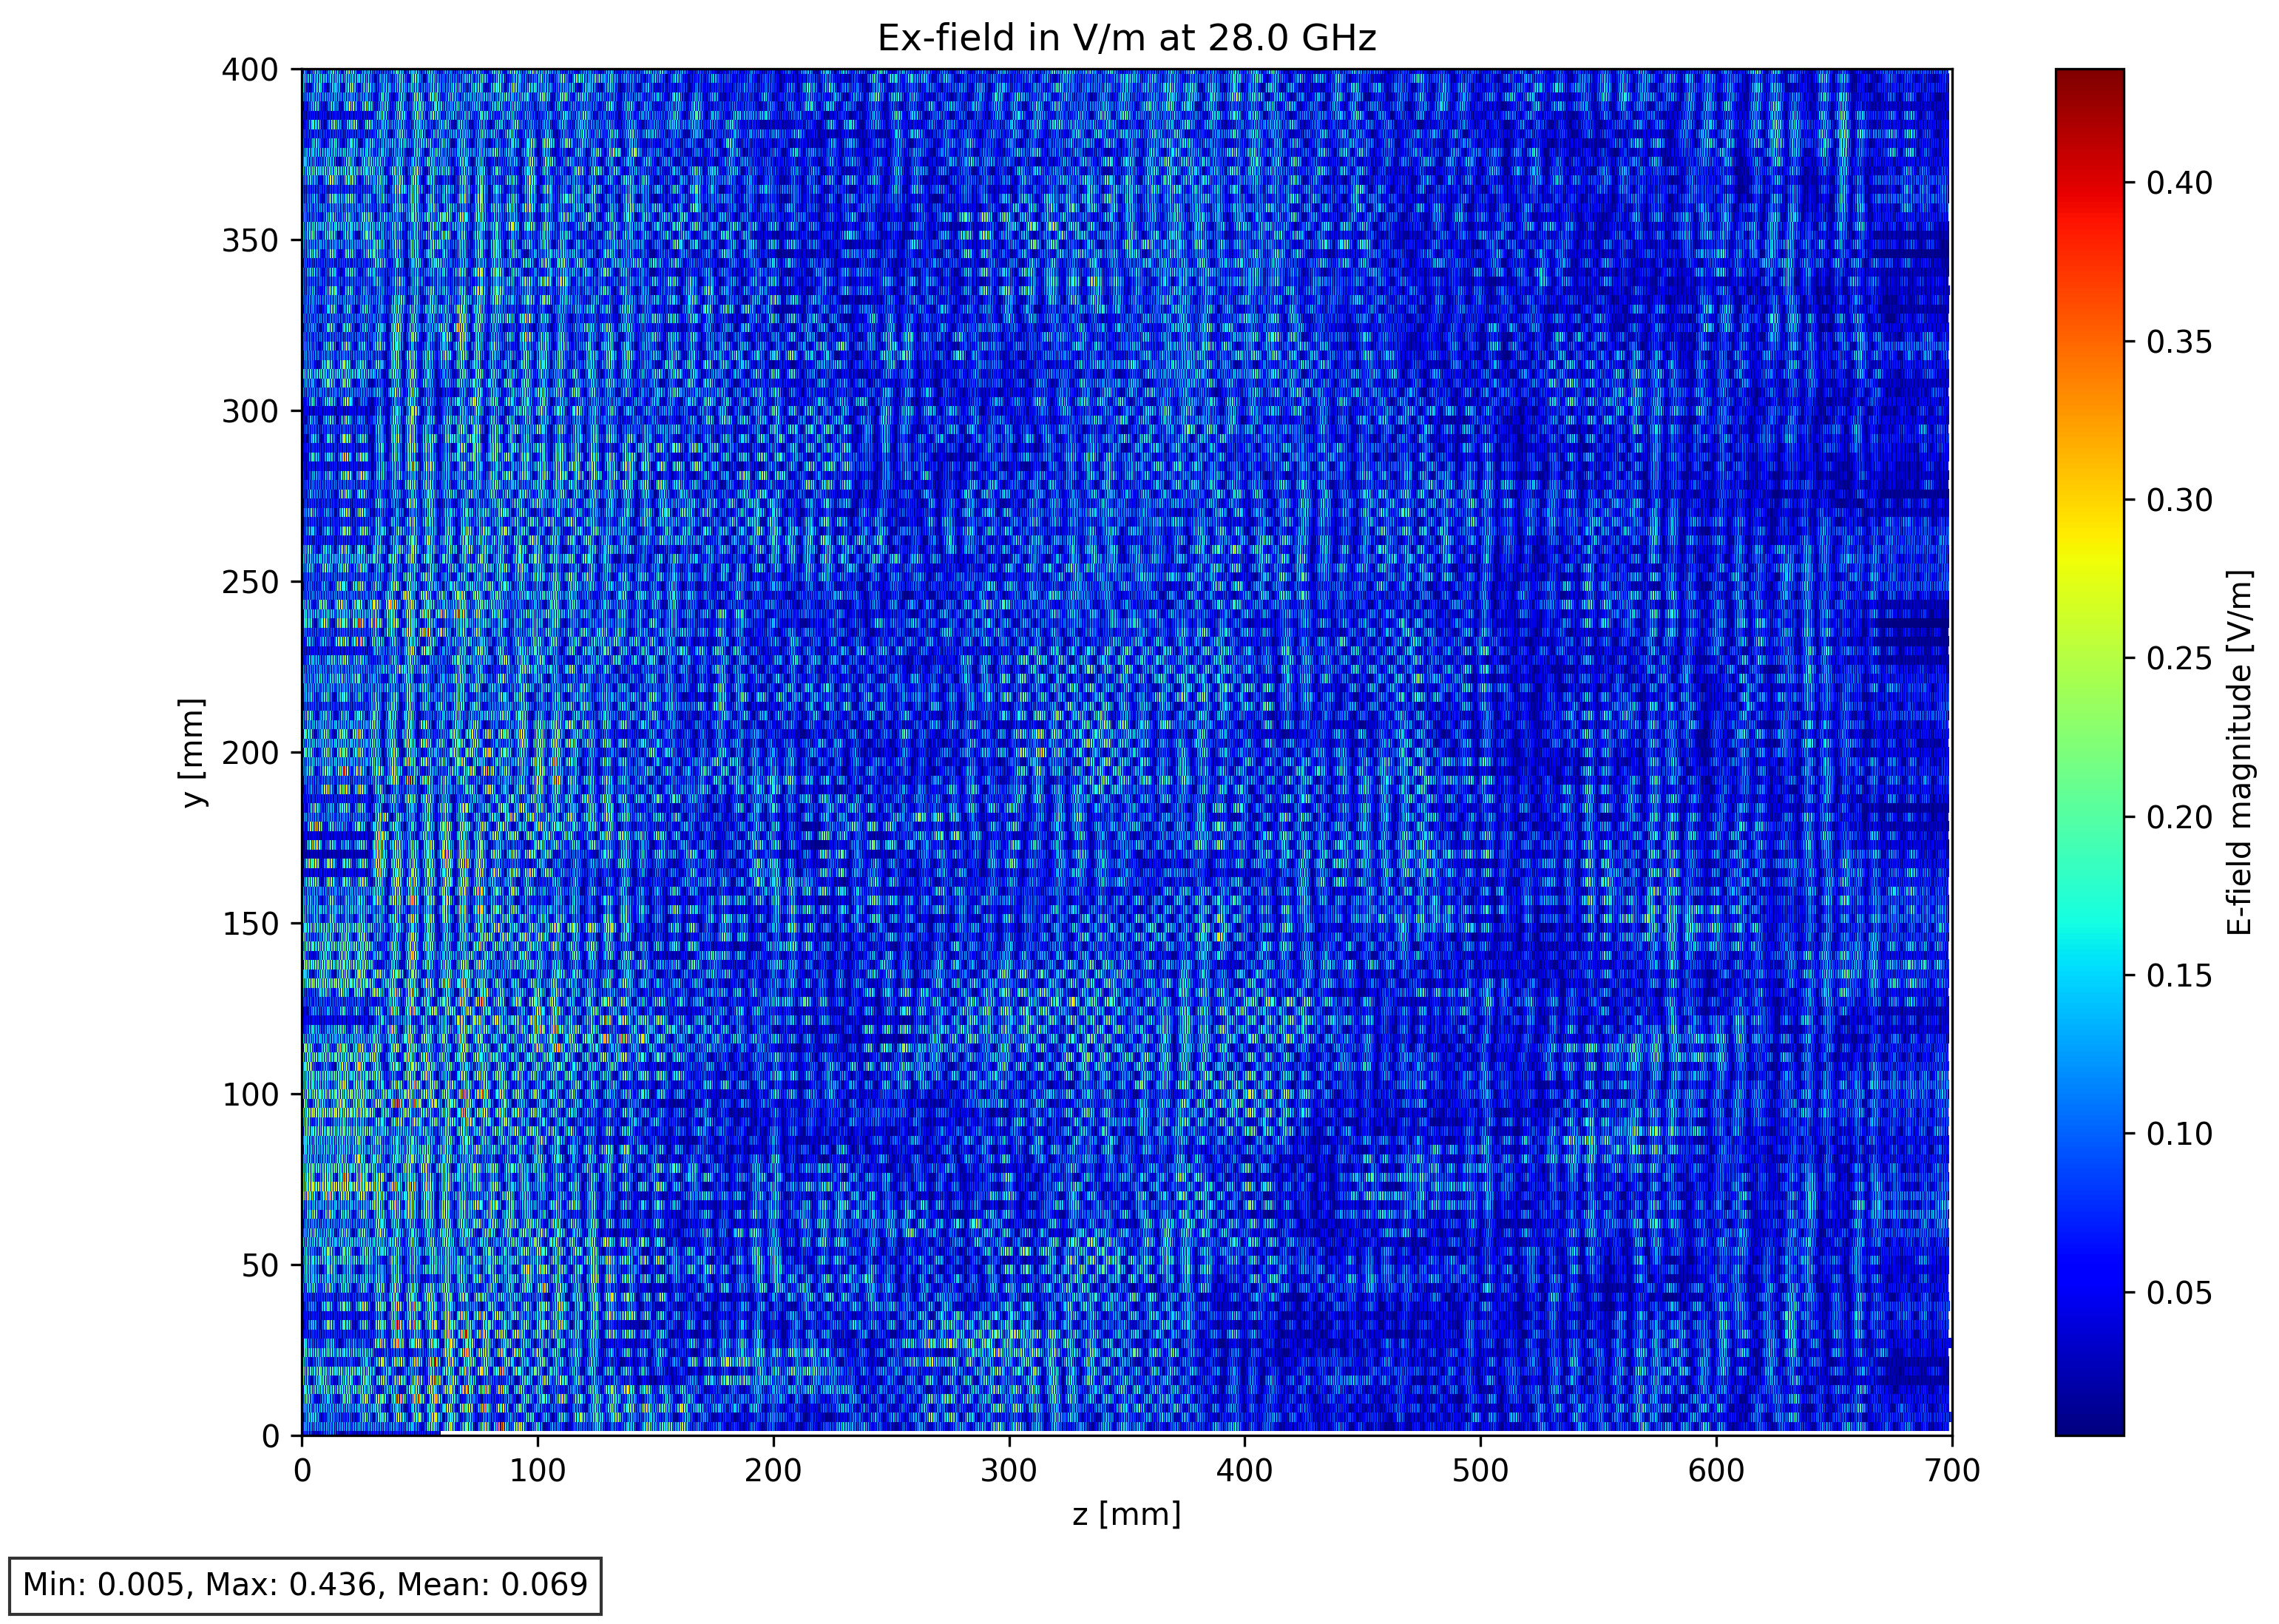 Ex-field in V/m at 28.0 GHz
400
350
300
250
200
150
100
50
0
y [mm]
0 100 200 300 400 500 600 700
z [mm]
0.40
0.35
0.30
0.25
0.20
0.15
0.10
0.05
E-field magnitude [V/m]
Min: 0.005, Max: 0.436, Mean: 0.069